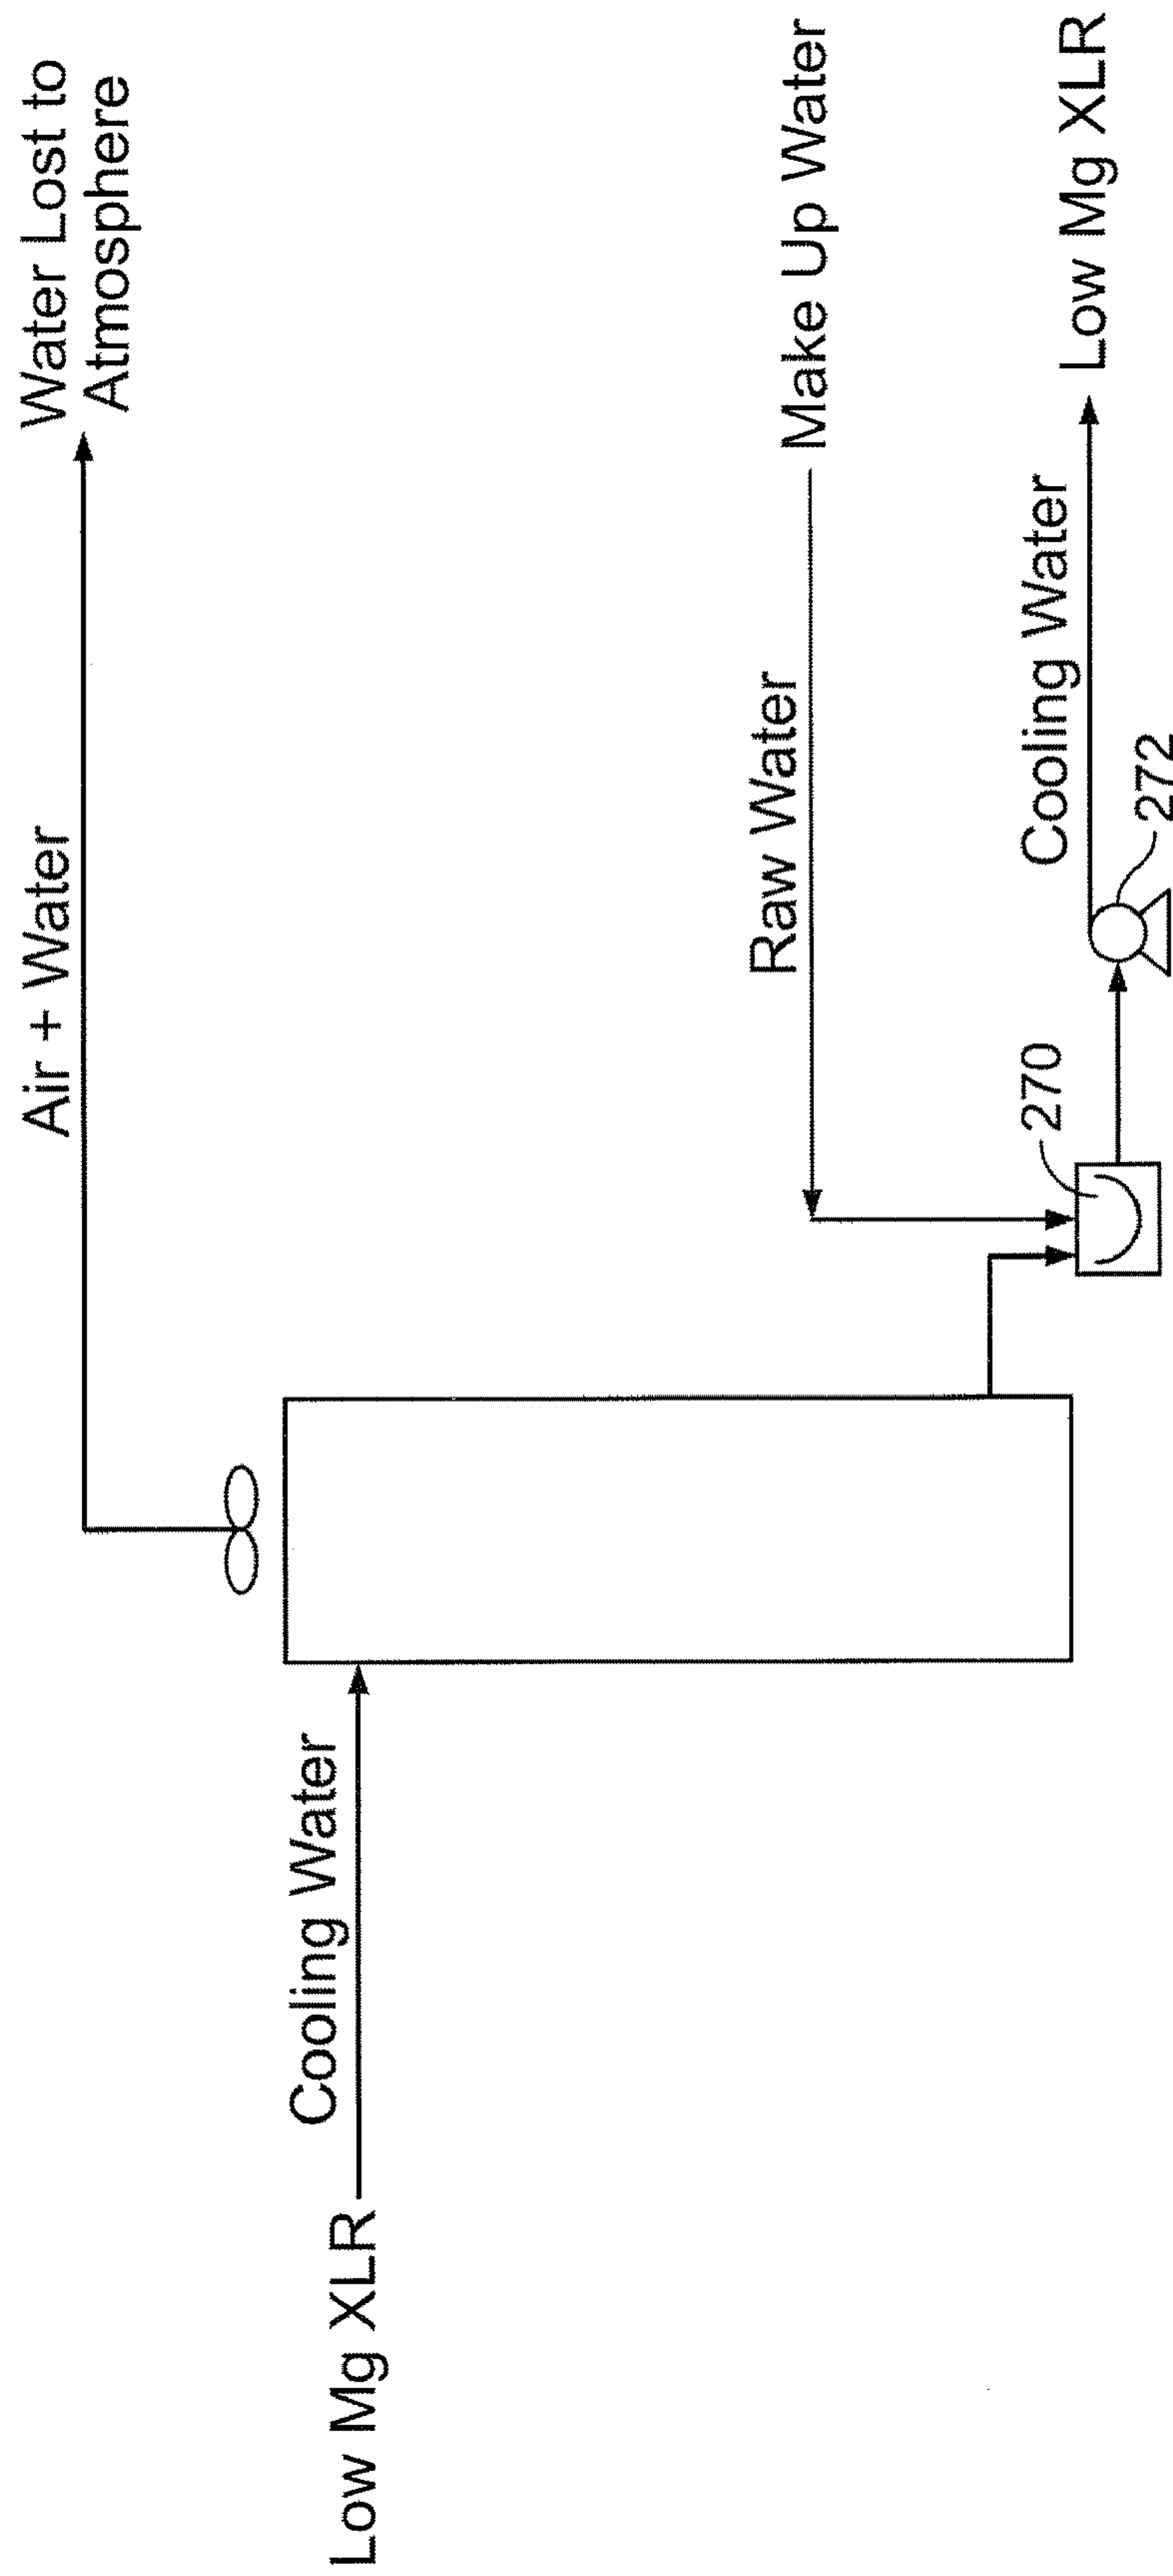 Air + Water
Water Lost to
Atmosphere
Low Mg XLR
Cooling Water
Raw Water
Make Up Water
270
272
Cooling Water
Low Mg XLR